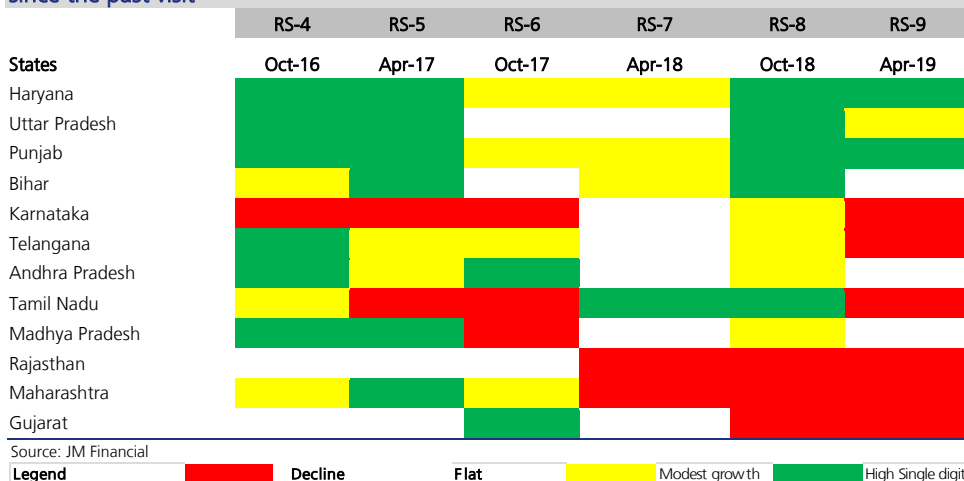 since the past visit
RS-4 RS-5 RS-6 RS-7 RS-8 RS-9
States Oct-16 Apr-17 Oct-17 Apr-18 Oct-18 Apr-19
Haryana
Uttar Pradesh
Punjab
Bihar
Karnataka
Telangana
Andhra Pradesh
Tamil Nadu
Madhya Pradesh
Rajasthan
Maharashtra
Gujarat
Source: JM Financial
Legend Decline Flat Modest growth High Single digit